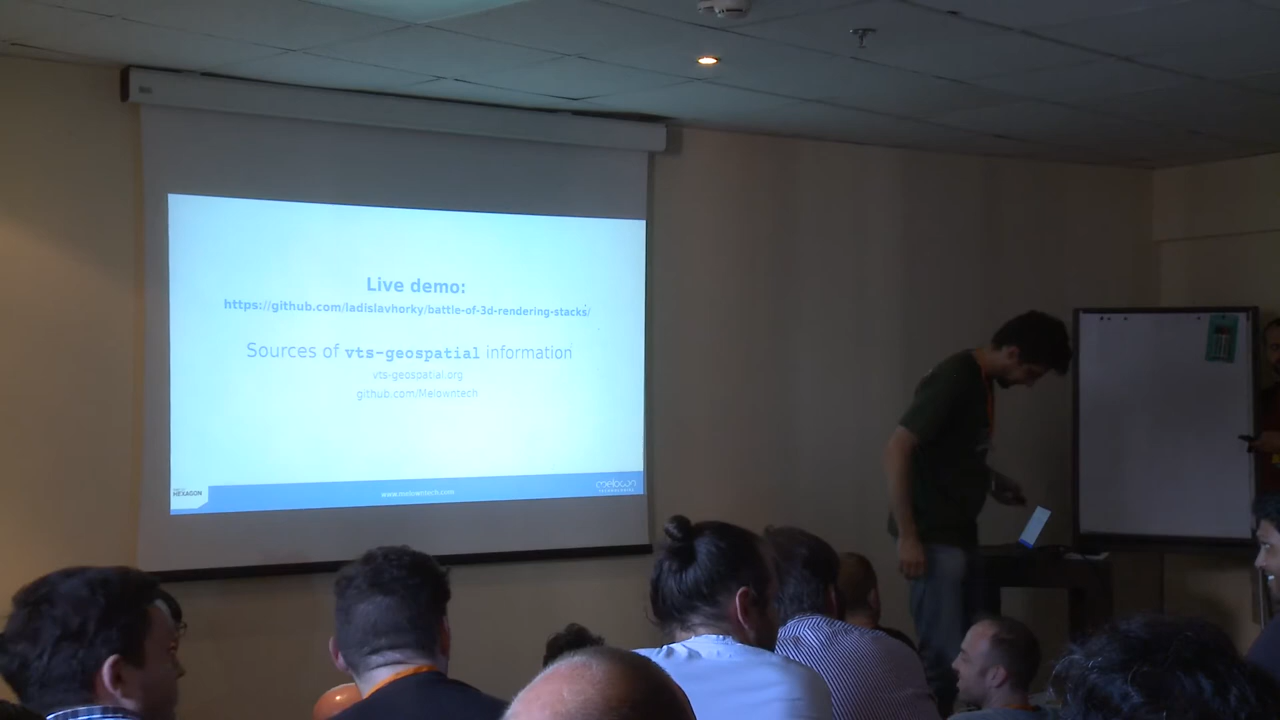 Live demo:
https://github.com/ladislavhorky/battle-of-3d-rendering-stacks/
Sources of vts-geospatial information
vts-geospatial.org
github.com/Melowntech
HEXAGON
www.melowntech.com
melown